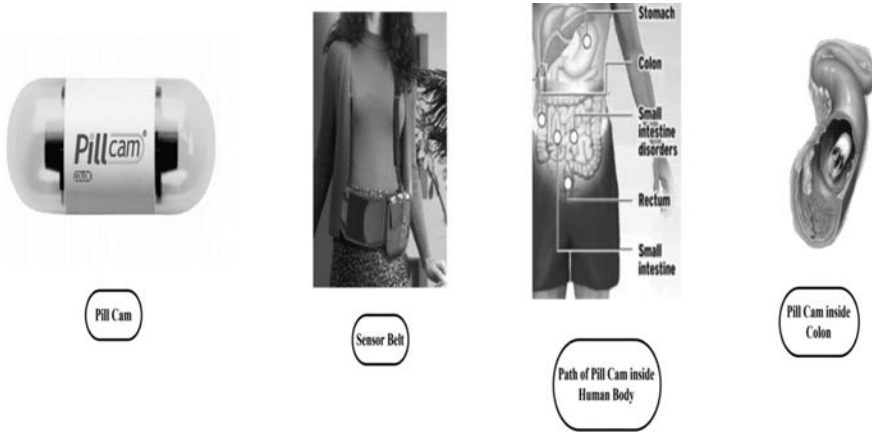 Pillcam
Pill Cam
Sensor Belt
Stomach
Colon
Small
intestine
disorders
Rectum
Small
intestine
Path of Pill Cam inside
Human Body
Pill Cam inside
Colon